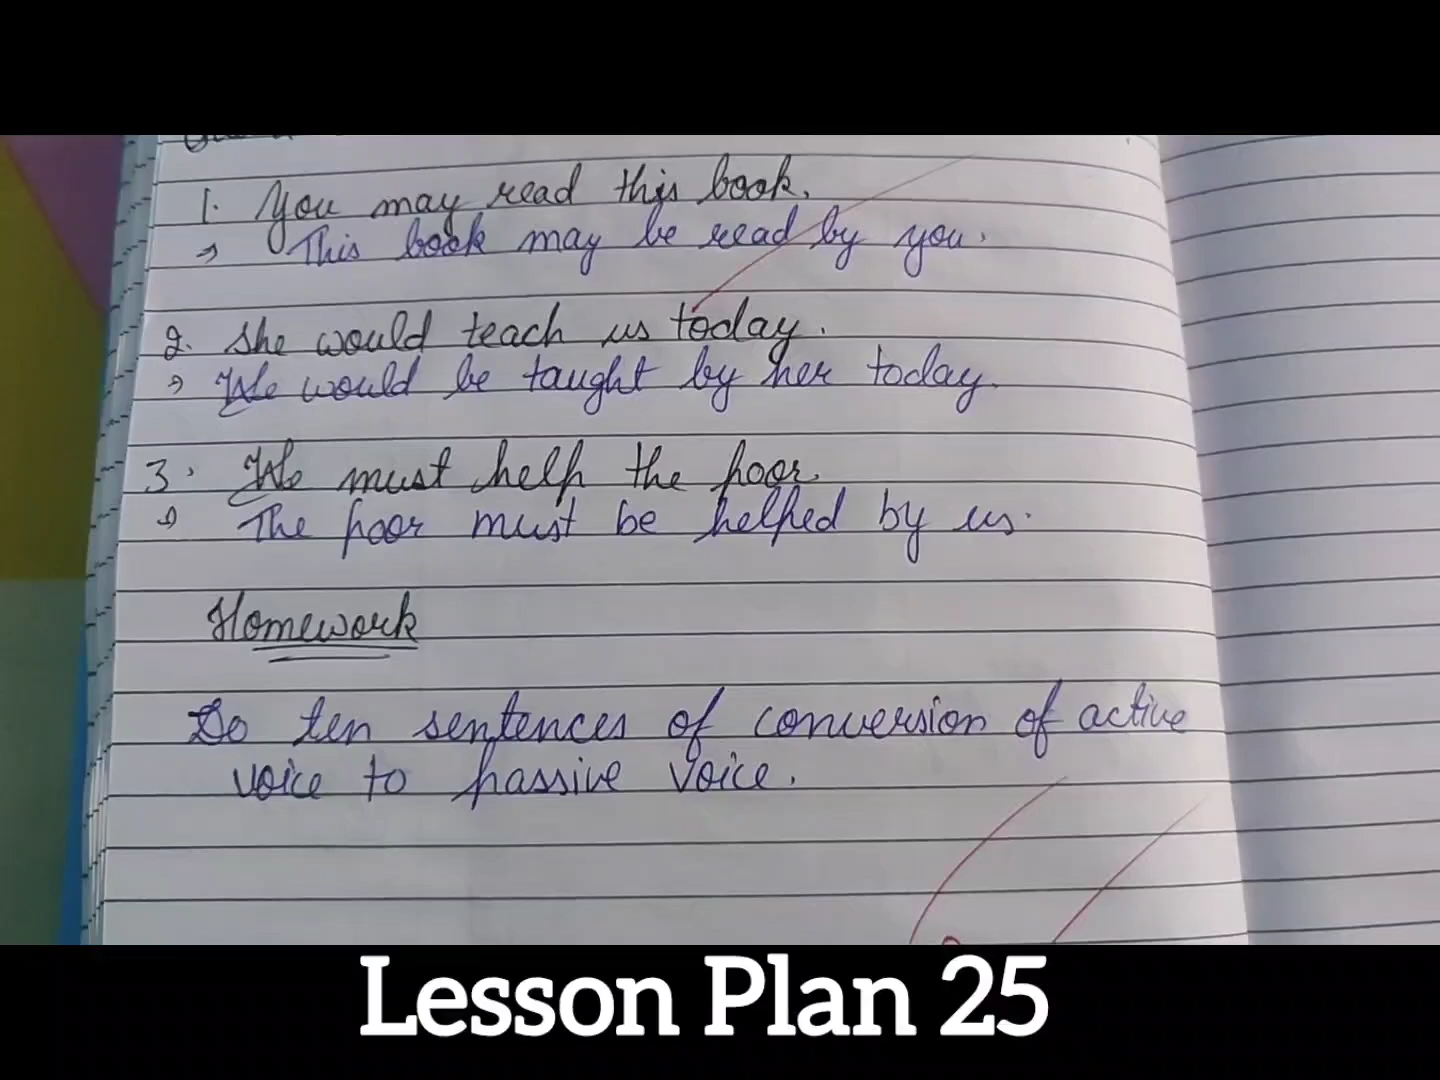 1. You may read this book.
→ This book may be read by you.
2. She would teach us today.
→ We would be taught by her today.
3. We must help the poor.
→ The poor must be helped by us.
Homework
Do ten sentences of conversion of active
voice to passive voice.
Lesson Plan 25